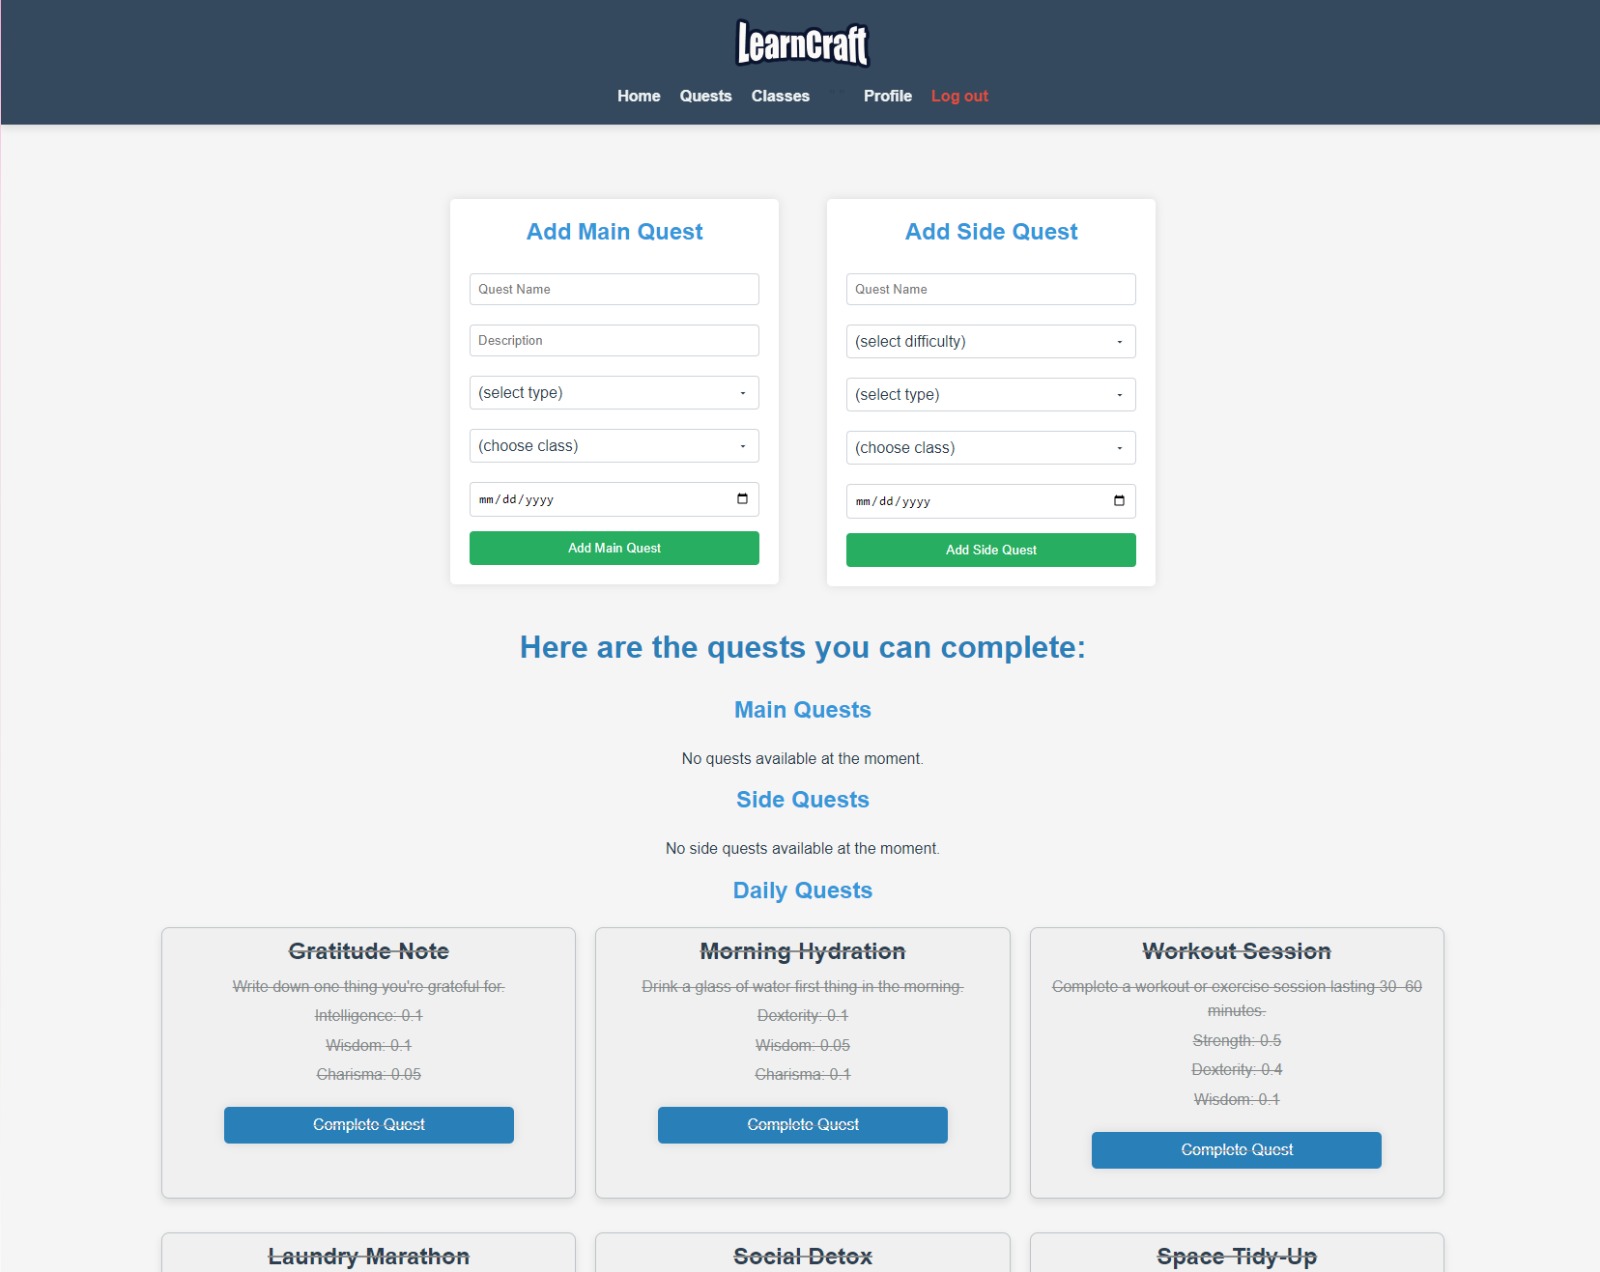 LearnCraft
Home Quests Classes Profile Log out
Add Main Quest
Quest Name
Description
(select type)
(choose class)
mm/dd/yyyy
Add Main Quest
Add Side Quest
Quest Name
(select difficulty)
(select type)
(choose class)
mm/dd/yyyy
Add Side Quest
Here are the quests you can complete:
Main Quests
No quests available at the moment.
Side Quests
No side quests available at the moment.
Daily Quests
Gratitude Note
Write down one thing you're grateful for.
Intelligence: 0.1
Wisdom: 0.1
Charisma: 0.05
Complete Quest
Morning Hydration
Drink a glass of water first thing in the morning.
Dexterity: 0.1
Wisdom: 0.05
Charisma: 0.1
Complete Quest
Workout Session
Complete a workout or exercise session lasting 30–60
minutes.
Strength: 0.5
Dexterity: 0.4
Wisdom: 0.1
Complete Quest
Laundry Marathon
Social Detox
Space Tidy-Up